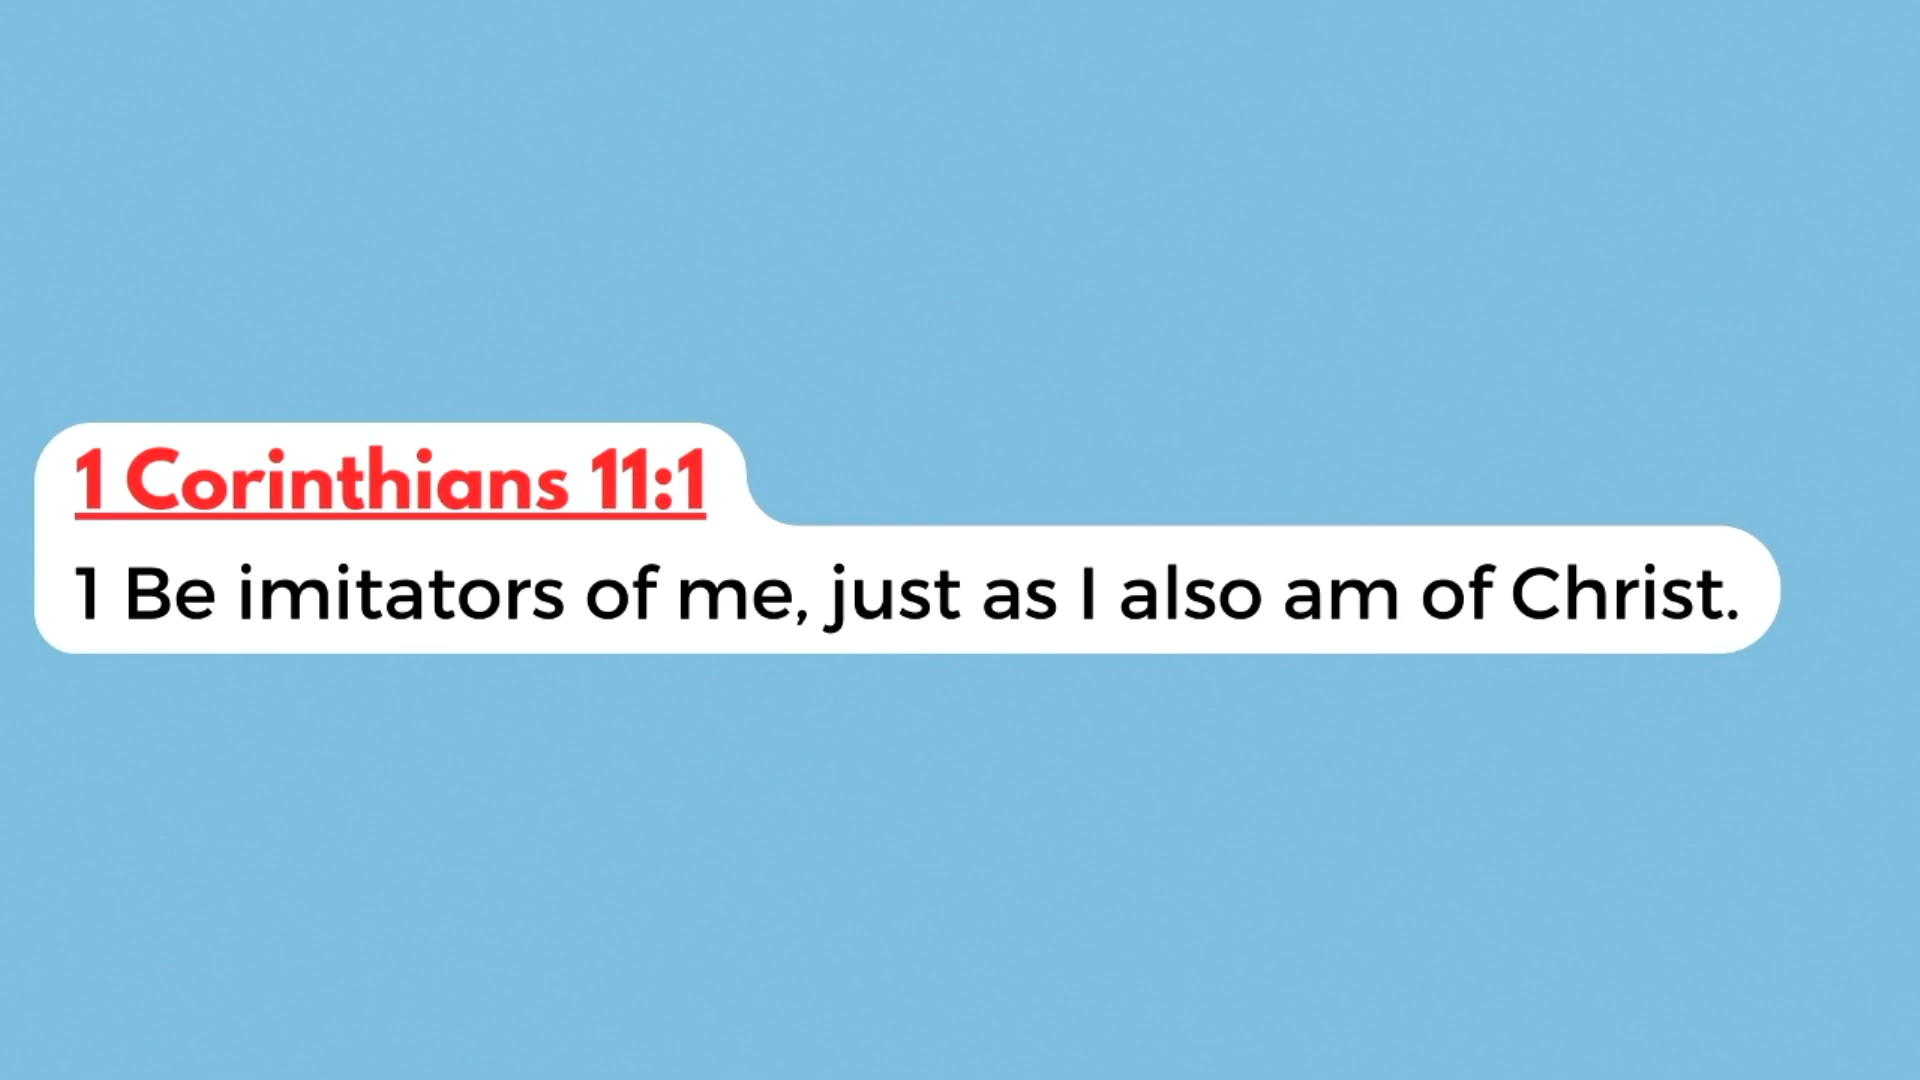 1 Corinthians 11:1
1 Be imitators of me, just as I also am of Christ.